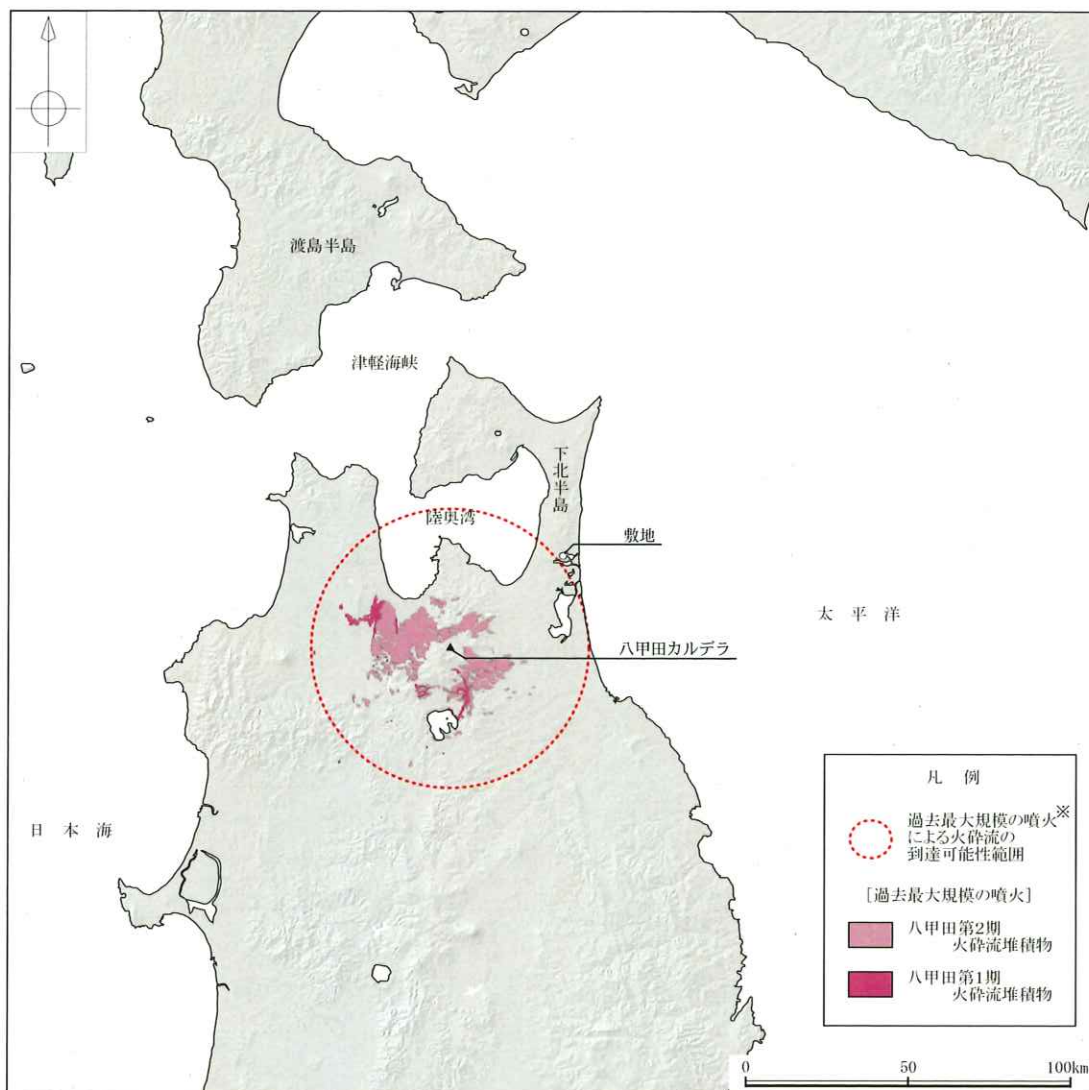 渡島半島
津軽海峡
下北半島
陸奥湾
敷地
八甲田カルデラ
太平洋
日本海
凡例
過去最大規模の噴火※
による火砕流の
到達可能性範囲
[過去最大規模の噴火]
八甲田第2期
火砕流堆積物
八甲田第1期
火砕流堆積物
0 50 100km